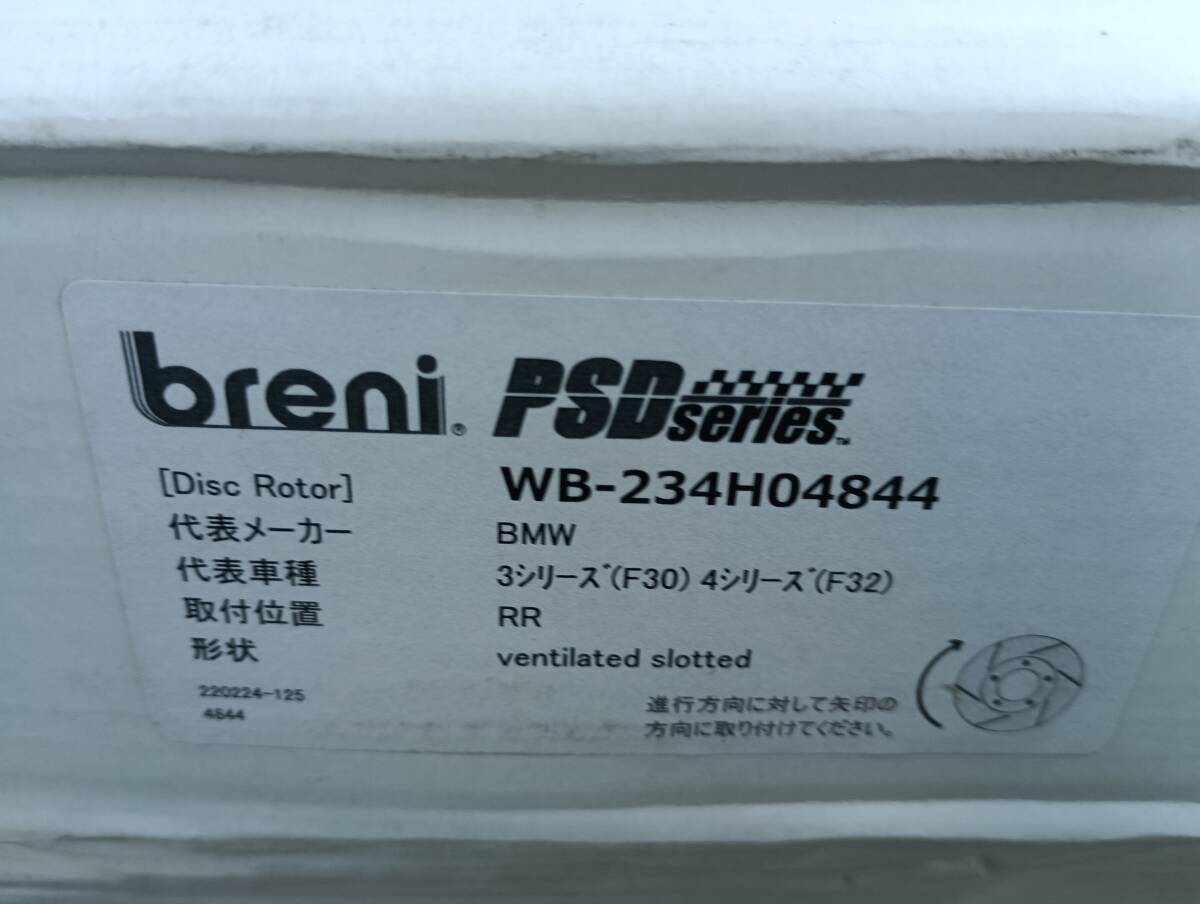 breni® PSD series™
[Disc Rotor] WB-234H04844
代表メーカー BMW
代表車種 3シリーズ(F30) 4シリーズ(F32)
取付位置 RR
形状 ventilated slotted
220224-125
4844
進行方向に対して矢印の
方向に取り付けてください。